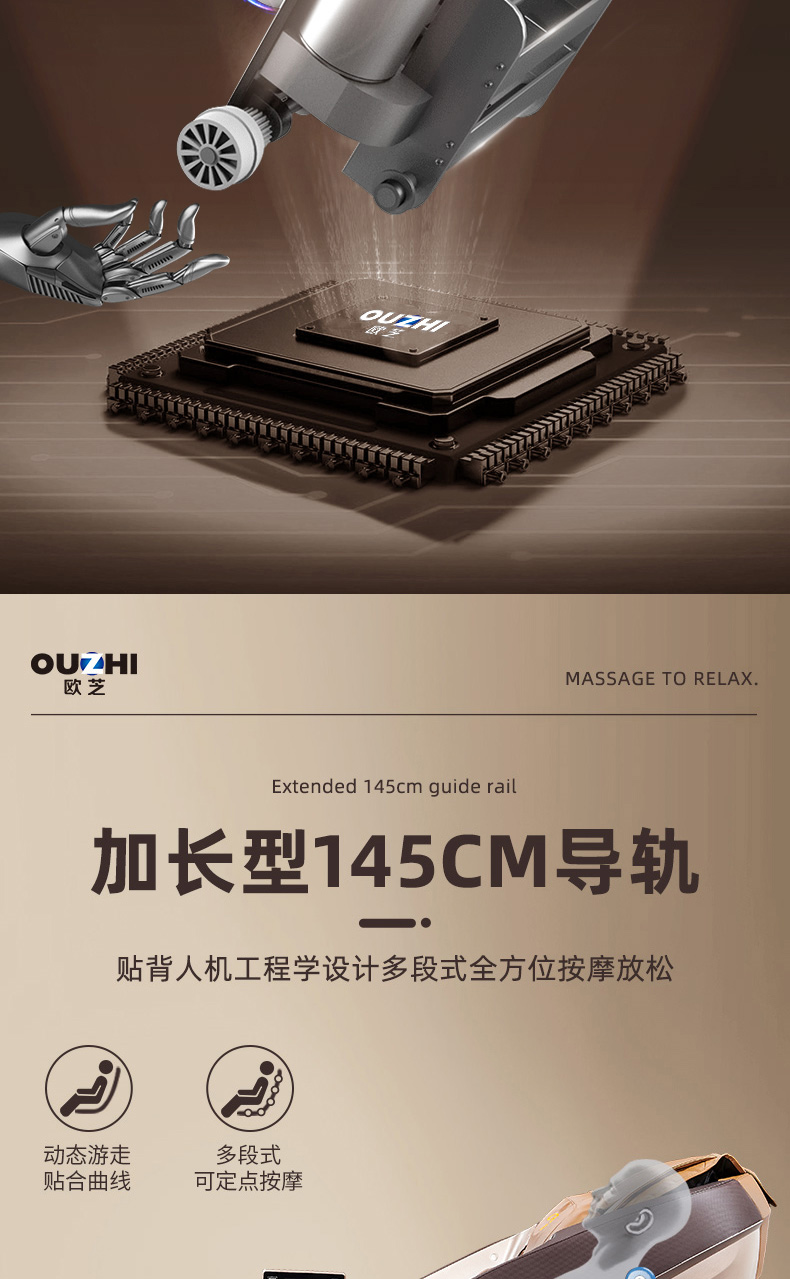 OUZHI
欧芝
OUZHI
欧芝
MASSAGE TO RELAX.
Extended 145cm guide rail
加长型145CM导轨
贴背人机工程学设计多段式全方位按摩放松
动态游走
贴合曲线
多段式
可定点按摩